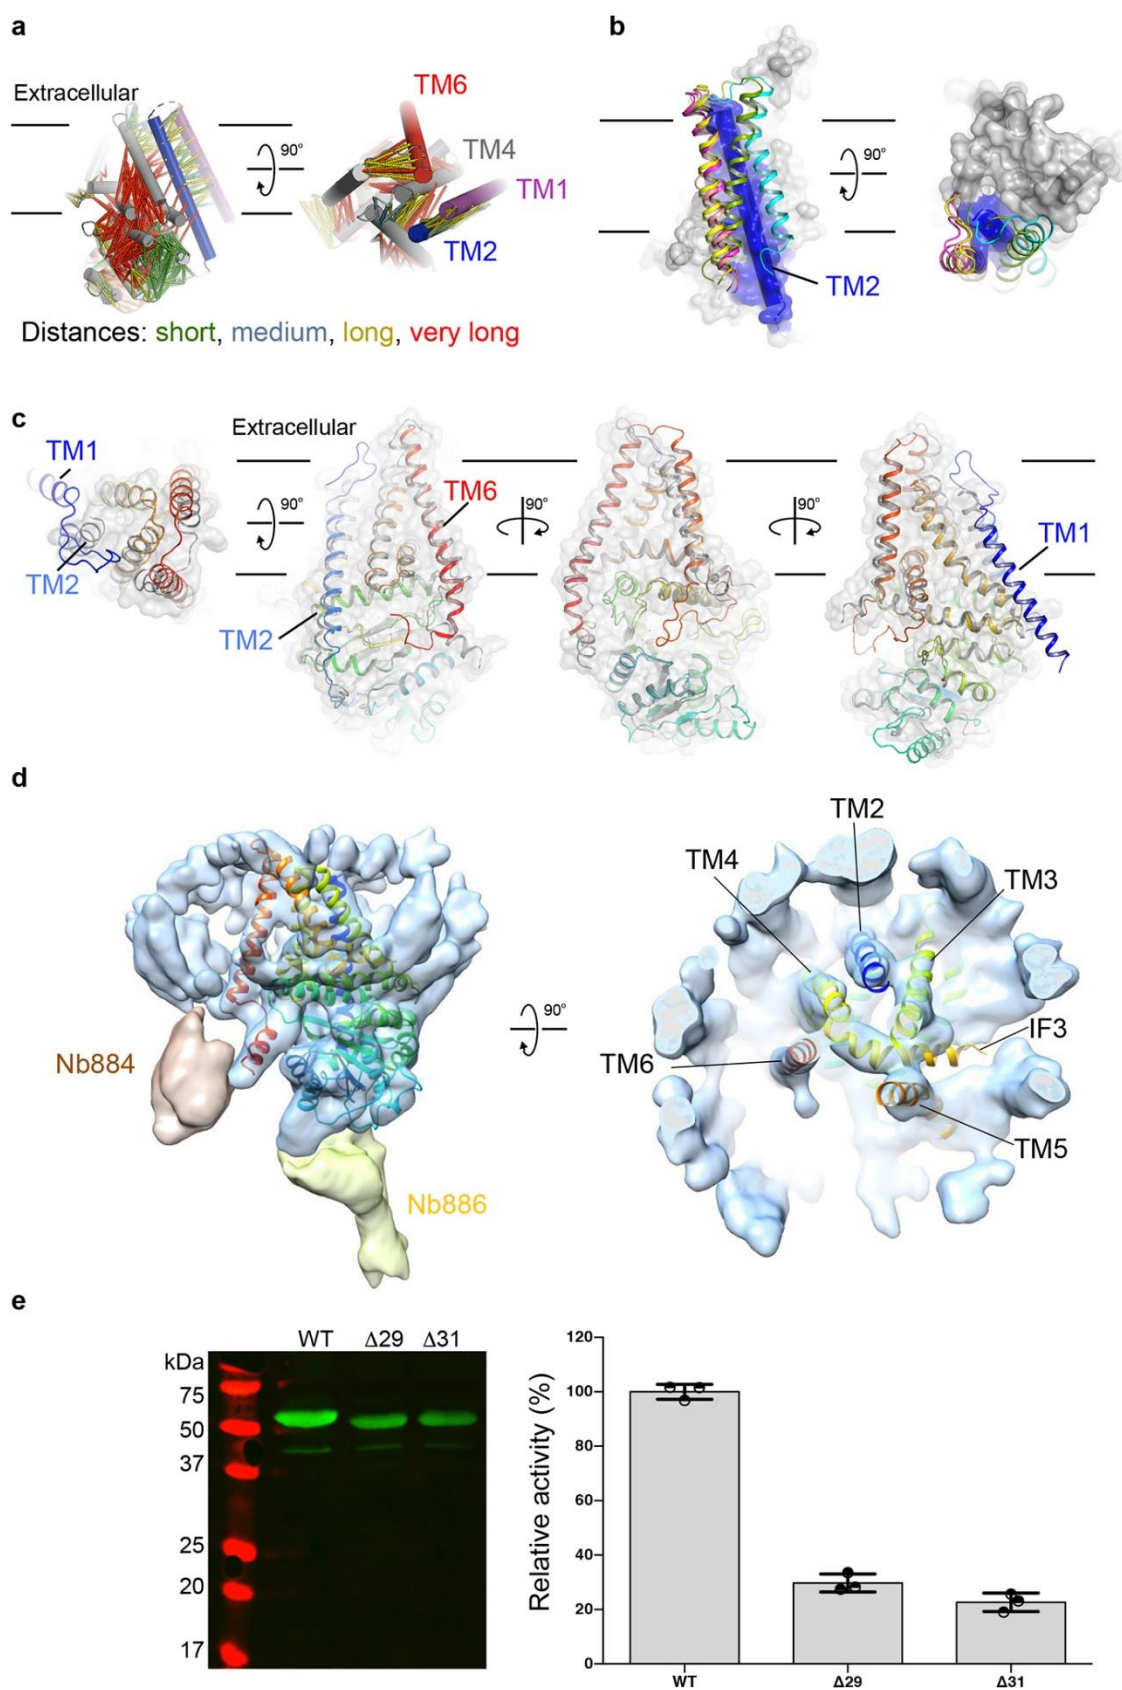 a
Extracellular
90°
TM6
TM4
TM1
TM2
Distances: short, medium, long, very long
b
90°
TM2
c
TM1
TM2
90°
Extracellular
TM6
TM2
90°
90°
TM1
d
Nb884
Nb886
90°
TM2
TM4
TM3
IF3
TM6
TM5
e
WT Δ29 Δ31
kDa
75
50
37
25
20
17
Relative activity (%)
120
100
80
60
40
20
0
WT Δ29 Δ31